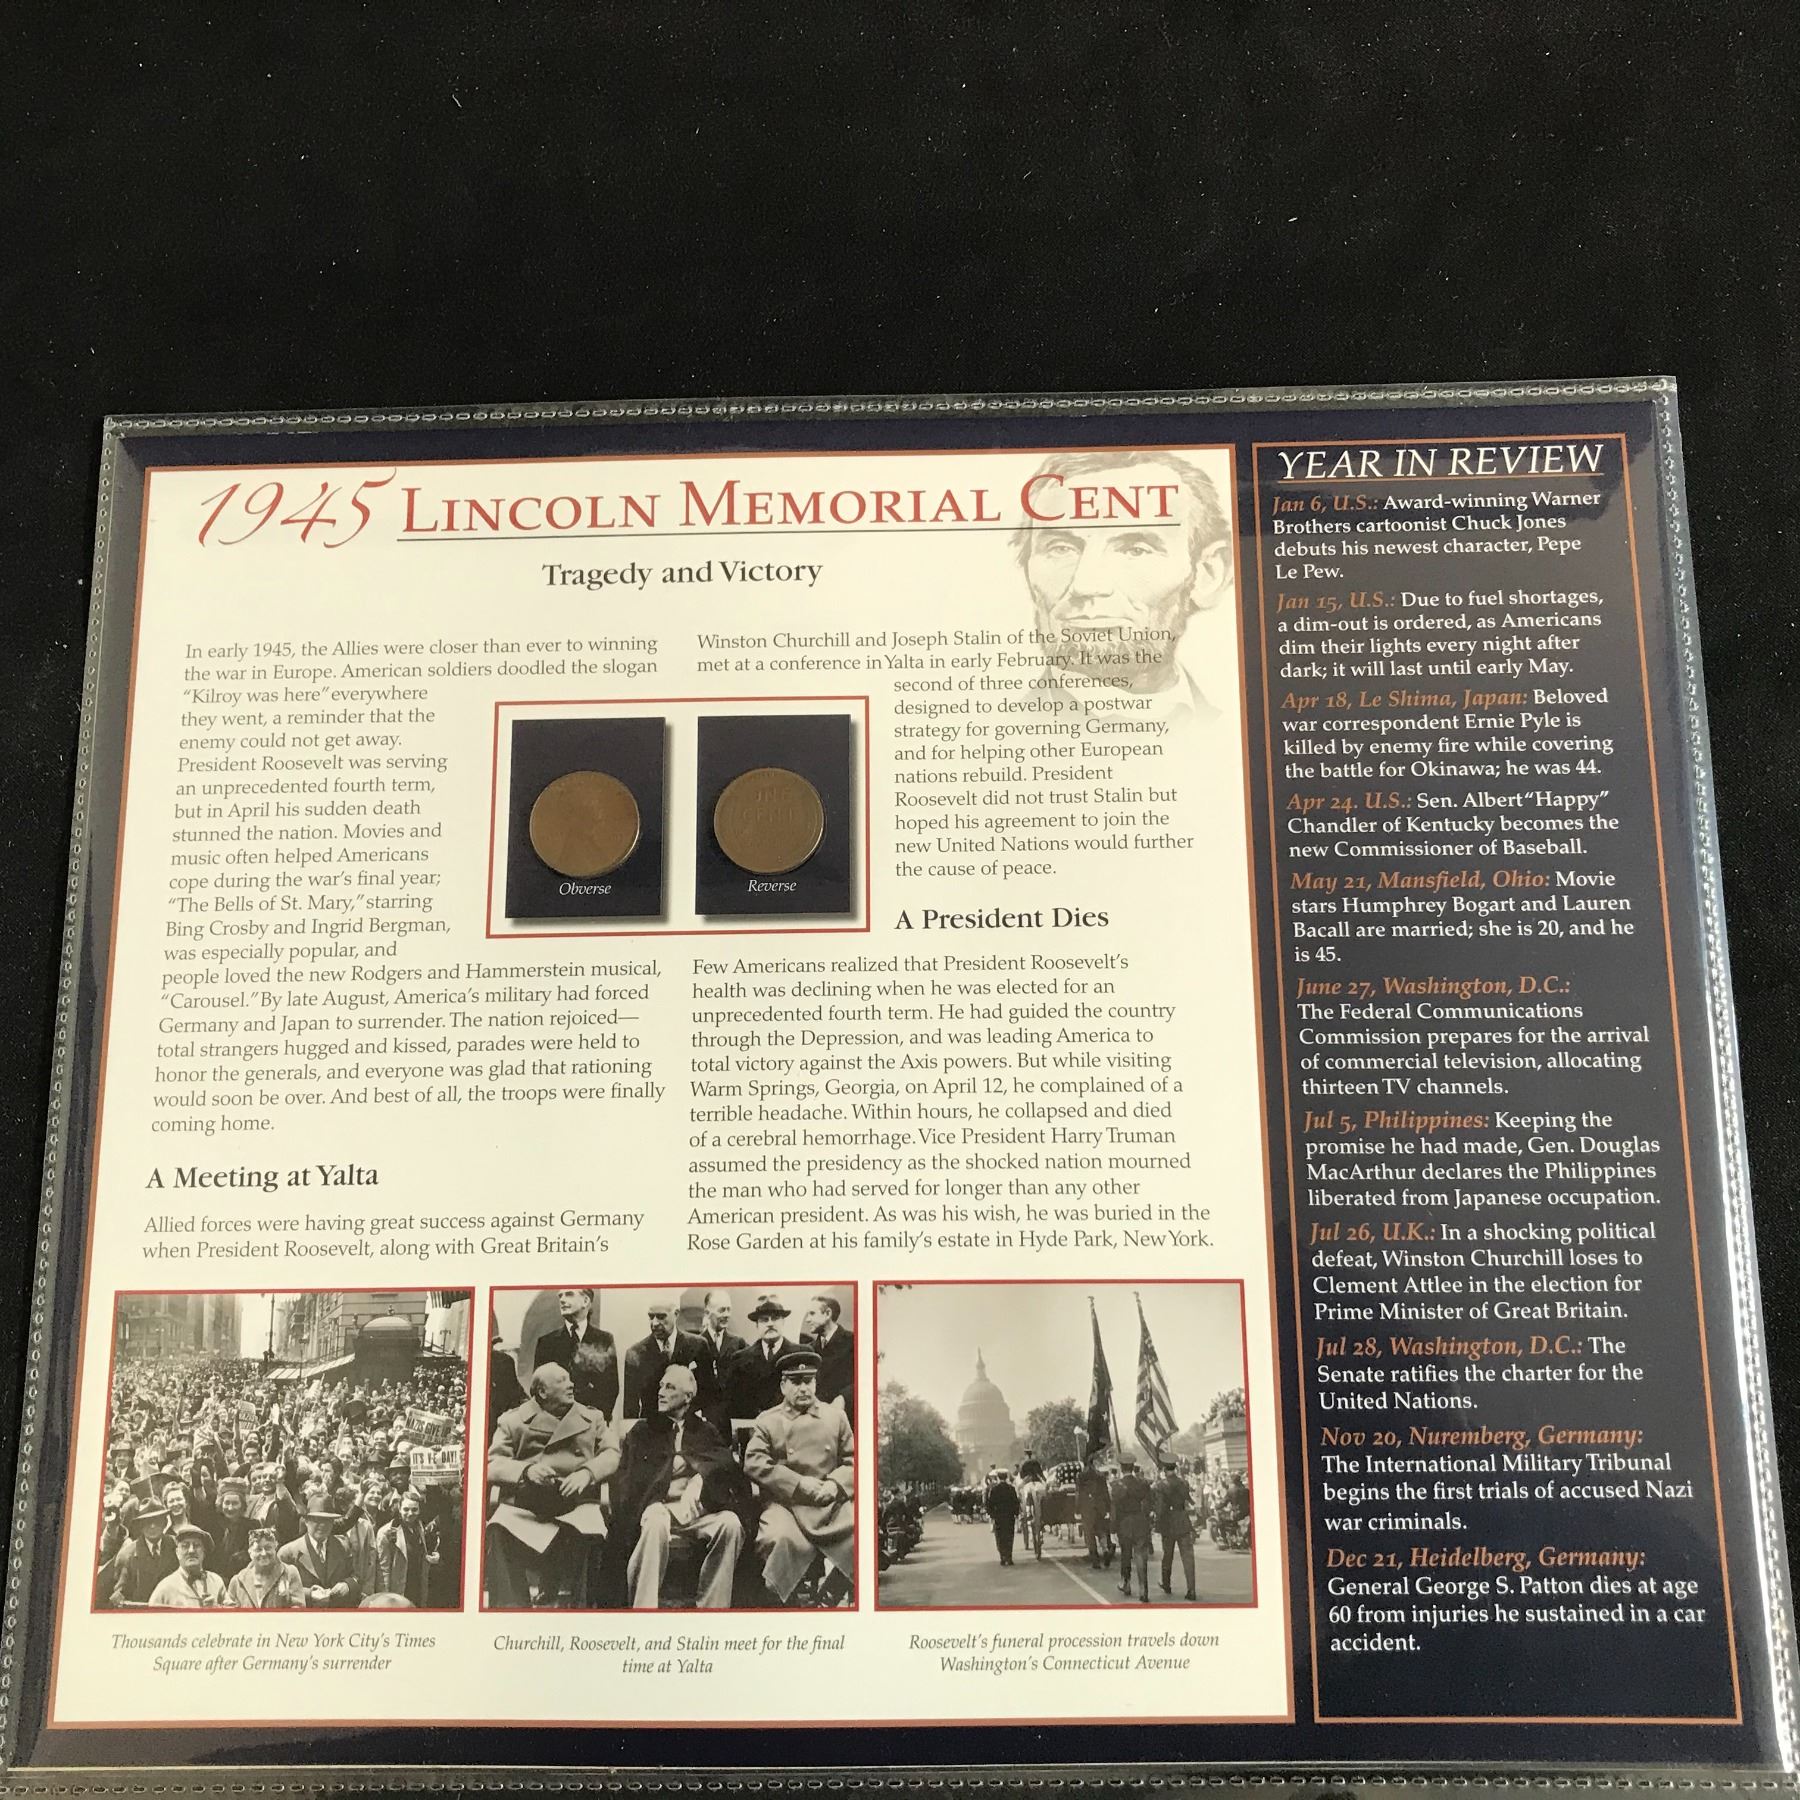 1945 LINCOLN MEMORIAL CENT
Tragedy and Victory
In early 1945, the Allies were closer than ever to winning
the war in Europe. American soldiers doodled the slogan
“Kilroy was here” everywhere
they went, a reminder that the
enemy could not get away.
President Roosevelt was serving
an unprecedented fourth term,
but in April his sudden death
stunned the nation. Movies and
music often helped Americans
cope during the war's final year;
“The Bells of St. Mary,” starring
Bing Crosby and Ingrid Bergman,
was especially popular, and
people loved the new Rodgers and Hammerstein musical,
“Carousel.” By late August, America's military had forced
Germany and Japan to surrender. The nation rejoiced—
total strangers hugged and kissed, parades were held to
honor the generals, and everyone was glad that rationing
would soon be over. And best of all, the troops were finally
coming home.
A Meeting at Yalta
Allied forces were having great success against Germany
when President Roosevelt, along with Great Britain's
Winston Churchill and Joseph Stalin of the Soviet Union,
met at a conference in Yalta in early February. It was the
second of three conferences,
designed to develop a postwar
strategy for governing Germany,
and for helping other European
nations rebuild. President
Roosevelt did not trust Stalin but
hoped his agreement to join the
new United Nations would further
the cause of peace.
ONE
CENT
Obverse
Reverse
A President Dies
Few Americans realized that President Roosevelt's
health was declining when he was elected for an
unprecedented fourth term. He had guided the country
through the Depression, and was leading America to
total victory against the Axis powers. But while visiting
Warm Springs, Georgia, on April 12, he complained of a
terrible headache. Within hours, he collapsed and died
of a cerebral hemorrhage. Vice President Harry Truman
assumed the presidency as the shocked nation mourned
the man who had served for longer than any other
American president. As was his wish, he was buried in the
Rose Garden at his family's estate in Hyde Park, New York.
IT'S V-E DAY!
Thousands celebrate in New York City's Times
Square after Germany's surrender
Churchill, Roosevelt, and Stalin meet for the final
time at Yalta
Roosevelt's funeral procession travels down
Washington's Connecticut Avenue
YEAR IN REVIEW
Jan 6, U.S.: Award-winning Warner
Brothers cartoonist Chuck Jones
debuts his newest character, Pepe
Le Pew.
Jan 15, U.S.: Due to fuel shortages,
a dim-out is ordered, as Americans
dim their lights every night after
dark; it will last until early May.
Apr 18, Le Shima, Japan: Beloved
war correspondent Ernie Pyle is
killed by enemy fire while covering
the battle for Okinawa; he was 44.
Apr 24. U.S.: Sen. Albert “Happy”
Chandler of Kentucky becomes the
new Commissioner of Baseball.
May 21, Mansfield, Ohio: Movie
stars Humphrey Bogart and Lauren
Bacall are married; she is 20, and he
is 45.
June 27, Washington, D.C.:
The Federal Communications
Commission prepares for the arrival
of commercial television, allocating
thirteen TV channels.
Jul 5, Philippines: Keeping the
promise he had made, Gen. Douglas
MacArthur declares the Philippines
liberated from Japanese occupation.
Jul 26, U.K.: In a shocking political
defeat, Winston Churchill loses to
Clement Attlee in the election for
Prime Minister of Great Britain.
Jul 28, Washington, D.C.: The
Senate ratifies the charter for the
United Nations.
Nov 20, Nuremberg, Germany:
The International Military Tribunal
begins the first trials of accused Nazi
war criminals.
Dec 21, Heidelberg, Germany:
General George S. Patton dies at age
60 from injuries he sustained in a car
accident.